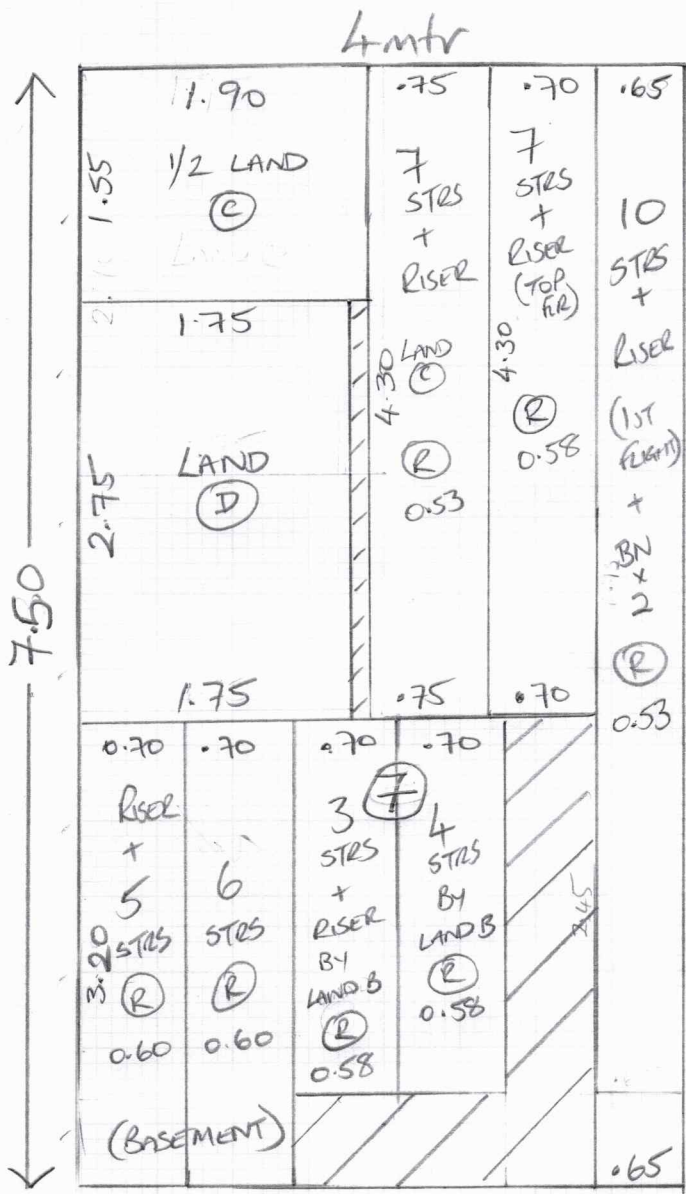 4mtr
7.50
1.90
1.55
1/2 LAND
C
1.75
2.75
LAND
D
1.75
.75
7
STRS
+
RISER
4.30
LAND
C
R
0.53
.75
.70
7
STRS
+
RISER
(TOP
FLR)
4.30
R
0.58
.70
.65
10
STRS
+
RISER
(1ST
FLIGHT)
+
BN
x
2
R
0.53
.65
0.70
RISER
+
5
STRS
3.20
R
0.60
.70
6
STRS
R
0.60
(BASEMENT)
7
.70
3
STRS
+
RISER
BY
LAND B
R
0.58
.70
4
STRS
BY
LAND B
R
0.58